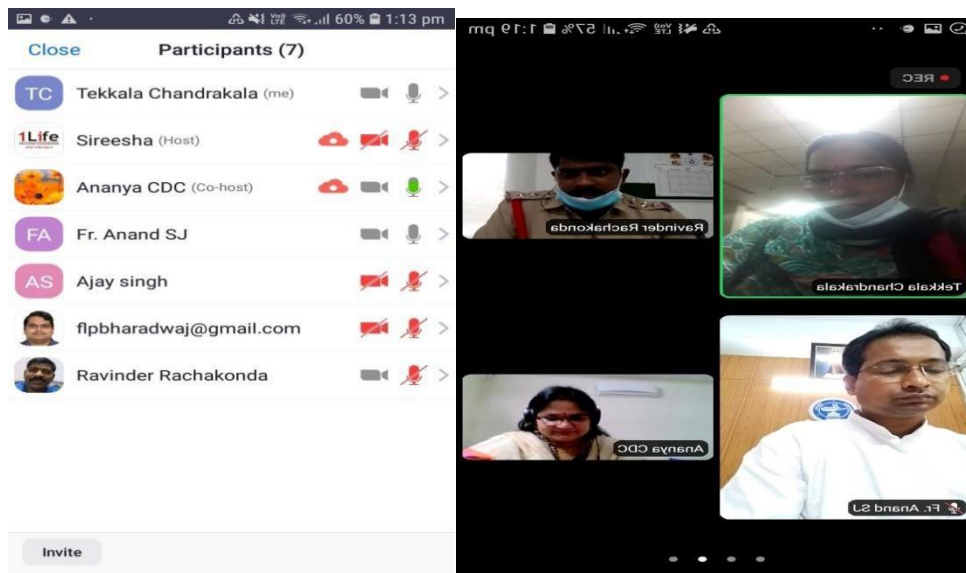 60% 1:13 pm
Close Participants (7)
TC Tekkala Chandrakala (me)
1Life Sireesha (Host)
Ananya CDC (Co-host)
FA Fr. Anand SJ
AS Ajay singh
flpbharadwaj@gmail.com
Ravinder Rachakonda
Invite
57% 1:19 pm
REC
Ravinder Rachakonda
Tekkala Chandrakala
Ananya CDC
Fr. Anand SJ